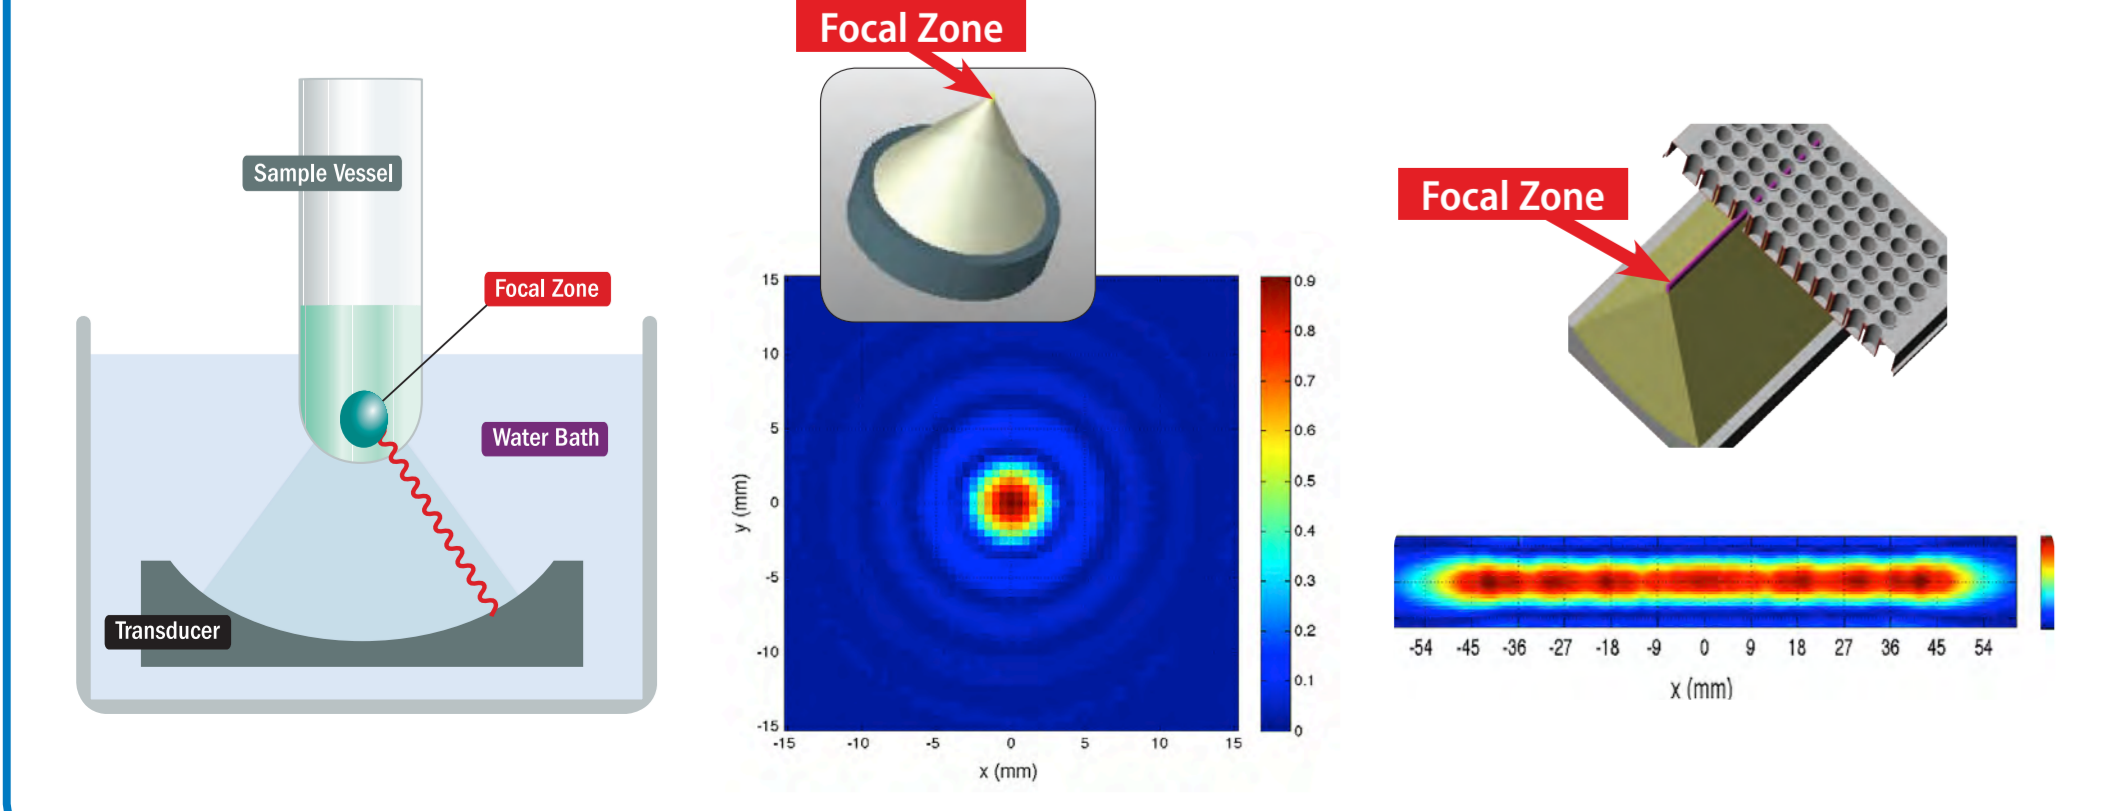 Sample Vessel
Focal Zone
Water Bath
Transducer
Focal Zone
15
10
5
0
-5
-10
-15
y (mm)
-15 -10 -5 0 5 10 15
x (mm)
0.9
0.8
0.7
0.6
0.5
0.4
0.3
0.2
0.1
0
Focal Zone
-54 -45 -36 -27 -18 -9 0 9 18 27 36 45 54
x (mm)